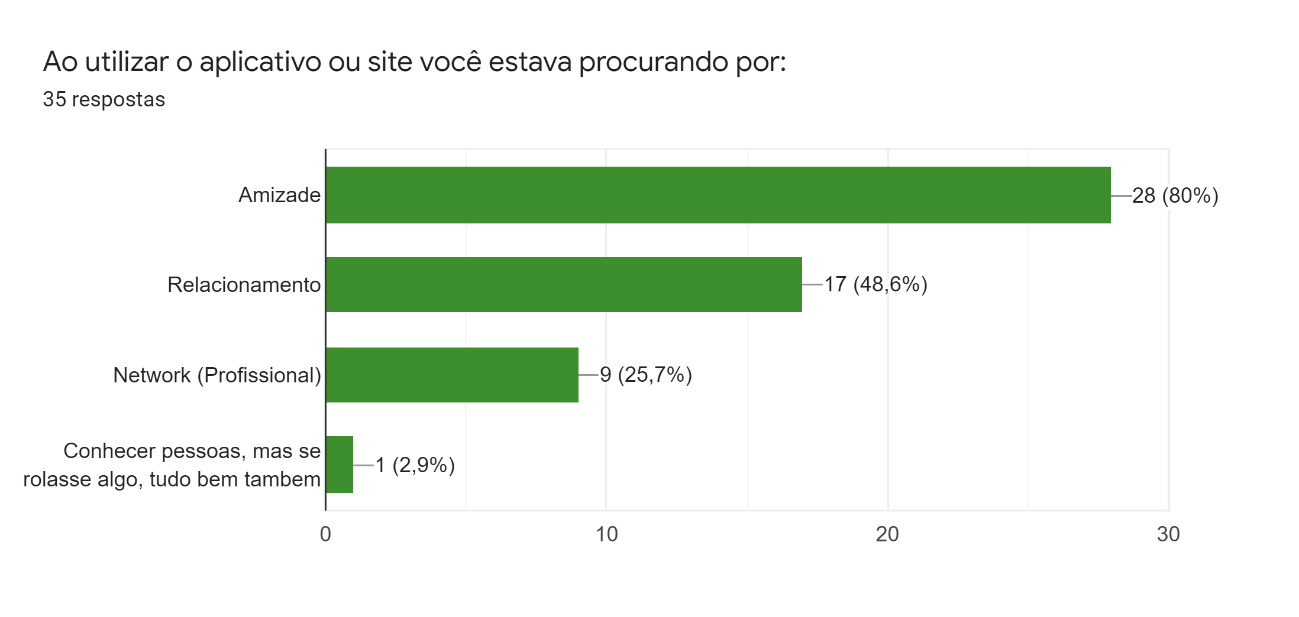 Ao utilizar o aplicativo ou site você estava procurando por:
35 respostas
Amizade
28 (80%)
Relacionamento
17 (48,6%)
Network (Profissional)
9 (25,7%)
Conhecer pessoas, mas se
rolasse algo, tudo bem tambem
1 (2,9%)
0 10 20 30